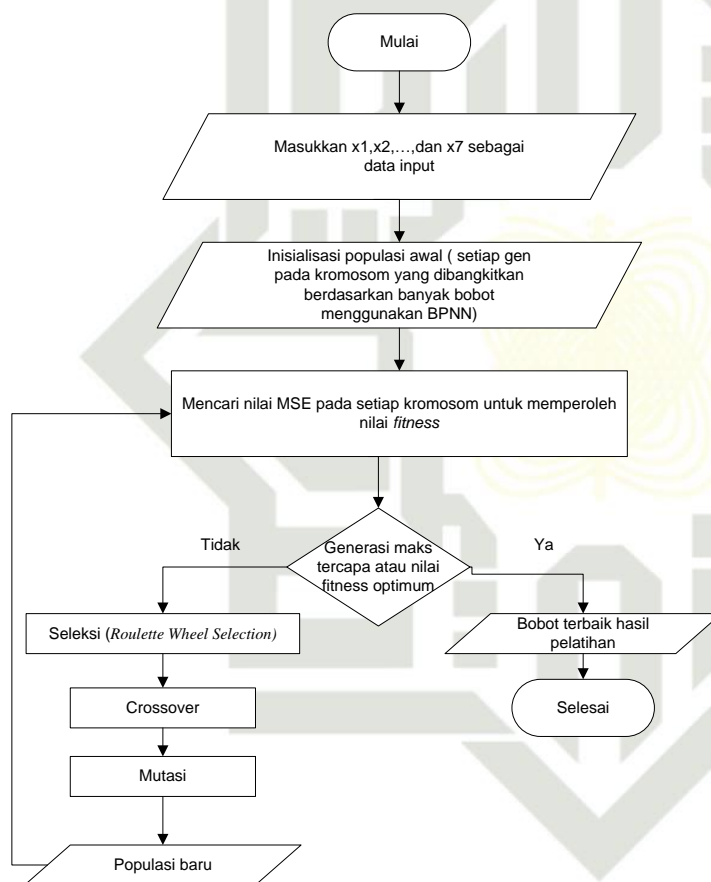 Mulai
Masukkan x1,x2,…,dan x7 sebagai
data input
Inisialisasi populasi awal ( setiap gen
pada kromosom yang dibangkitkan
berdasarkan banyak bobot
menggunakan BPNN)
Mencari nilai MSE pada setiap kromosom untuk memperoleh
nilai fitness
Generasi maks
tercapa atau nilai
fitness optimum
Tidak
Ya
Seleksi (Roulette Wheel Selection)
Bobot terbaik hasil
pelatihan
Crossover
Selesai
Mutasi
Populasi baru